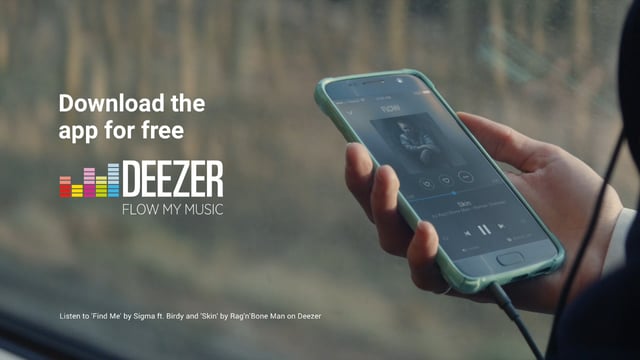 Download the
app for free
DEEZER
FLOW MY MUSIC
Listen to 'Find Me' by Sigma ft. Birdy and 'Skin' by Rag'n'Bone Man on Deezer
FLOW
Skin